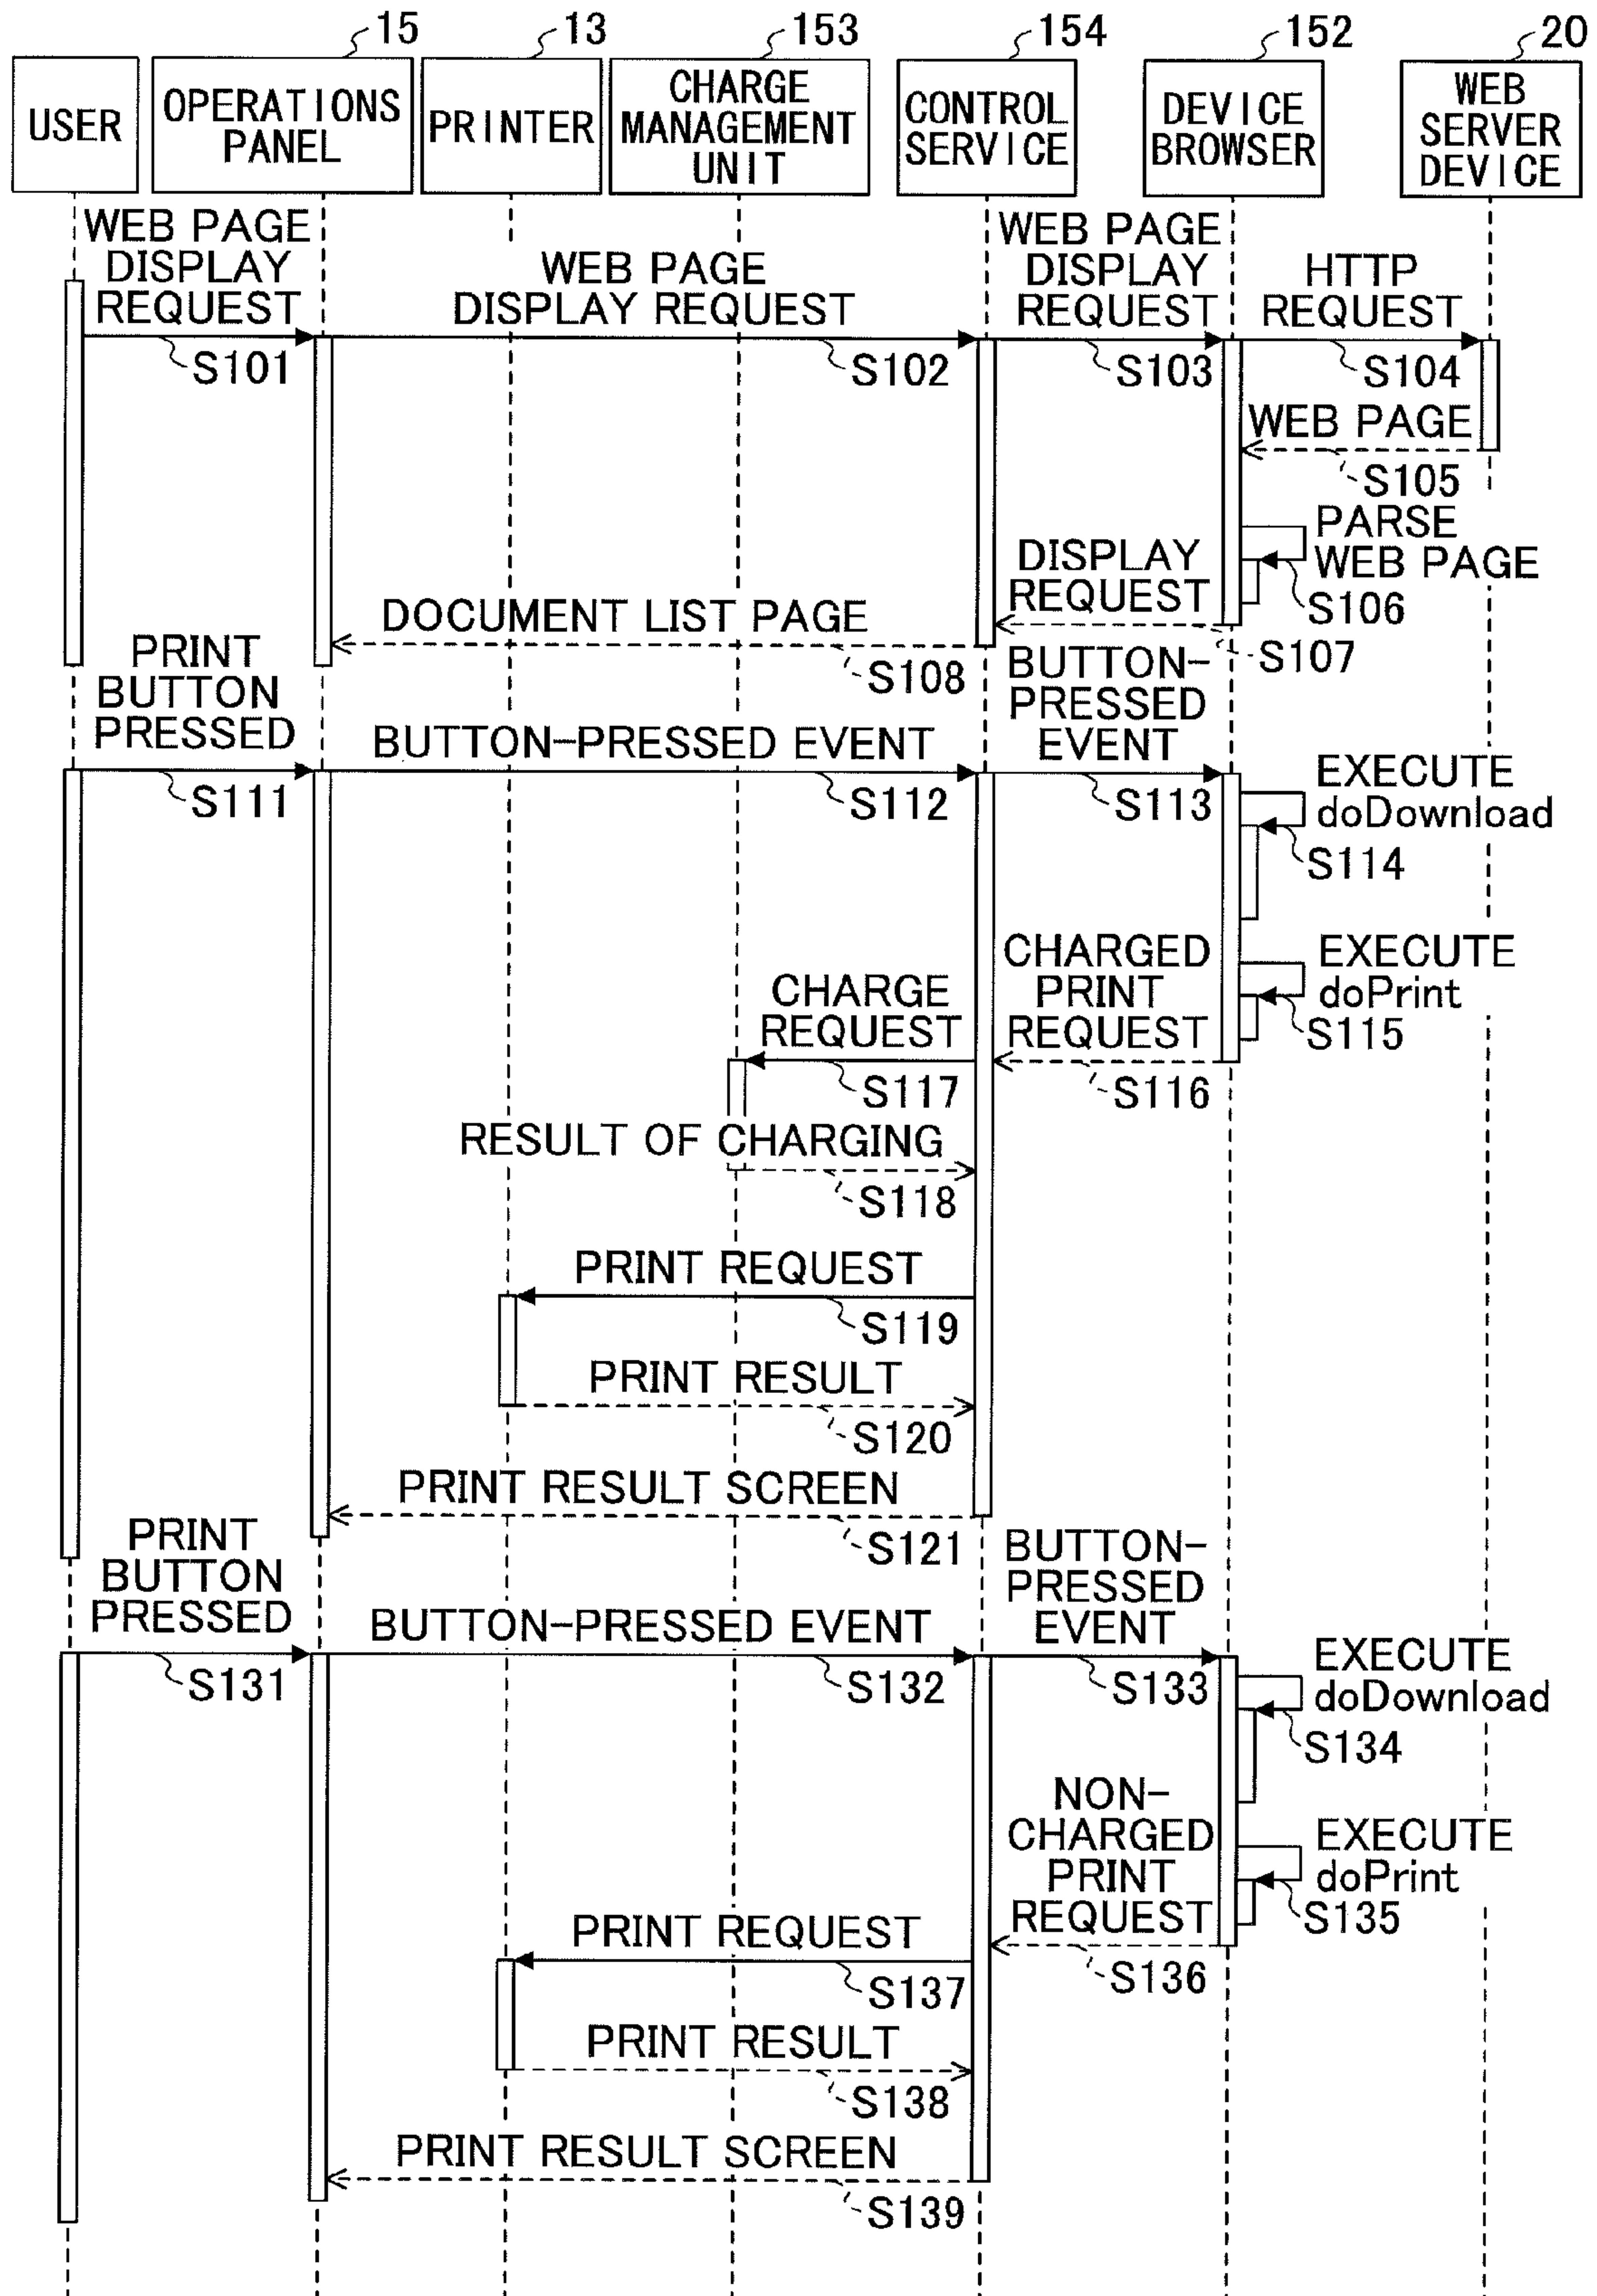 15
13
153
154
152
20
USER
OPERATIONS
PANEL
PRINTER
CHARGE
MANAGEMENT
UNIT
CONTROL
SERVICE
DEVICE
BROWSER
WEB
SERVER
DEVICE
WEB PAGE
DISPLAY
REQUEST
WEB PAGE
DISPLAY REQUEST
WEB PAGE
DISPLAY
REQUEST
HTTP
REQUEST
S101
S102
S103
S104
WEB PAGE
S105
PARSE
WEB PAGE
S106
DISPLAY
REQUEST
S107
DOCUMENT LIST PAGE
S108
PRINT
BUTTON
PRESSED
BUTTON-PRESSED EVENT
BUTTON-
PRESSED
EVENT
S111
S112
S113
EXECUTE
doDownload
S114
EXECUTE
doPrint
S115
CHARGED
PRINT
REQUEST
S116
CHARGE
REQUEST
S117
RESULT OF CHARGING
S118
PRINT REQUEST
S119
PRINT RESULT
S120
PRINT RESULT SCREEN
S121
PRINT
BUTTON
PRESSED
BUTTON-PRESSED EVENT
BUTTON-
PRESSED
EVENT
S131
S132
S133
EXECUTE
doDownload
S134
EXECUTE
doPrint
S135
NON-
CHARGED
PRINT
REQUEST
S136
PRINT REQUEST
S137
PRINT RESULT
S138
PRINT RESULT SCREEN
S139